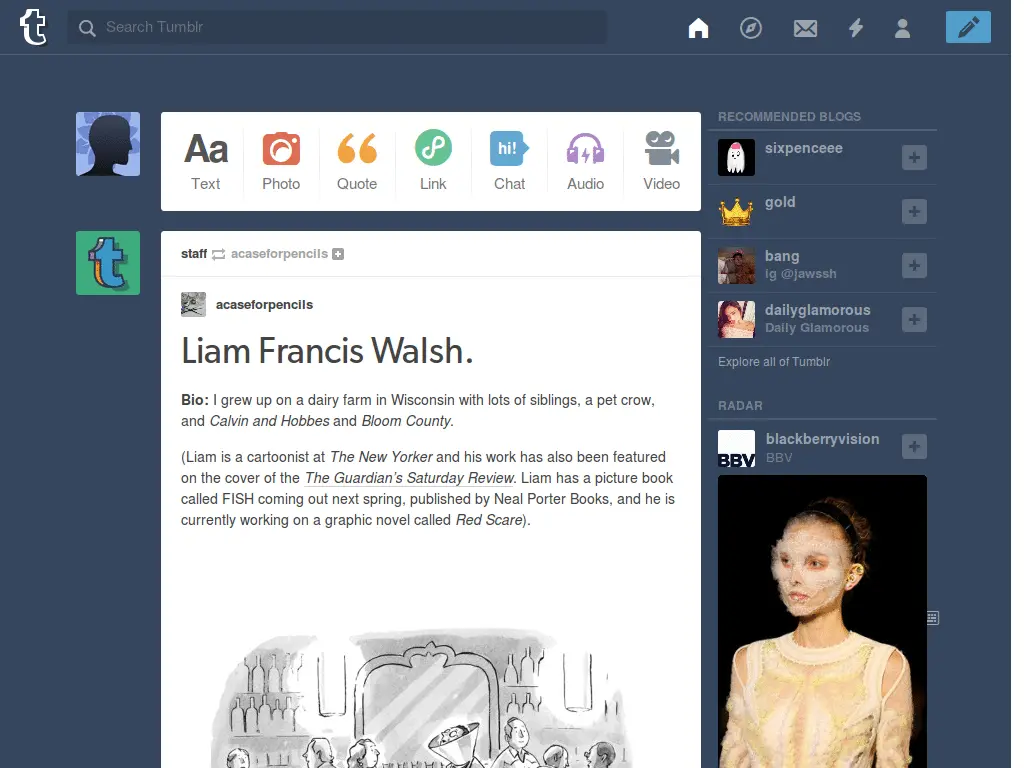 t
Search Tumblr
Aa
hi!
Text
Photo
Quote
Link
Chat
Audio
Video
t
staff acaseforpencils
acaseforpencils
Liam Francis Walsh.
Bio: I grew up on a dairy farm in Wisconsin with lots of siblings, a pet crow,
and Calvin and Hobbes and Bloom County.
(Liam is a cartoonist at The New Yorker and his work has also been featured
on the cover of the The Guardian’s Saturday Review. Liam has a picture book
called FISH coming out next spring, published by Neal Porter Books, and he is
currently working on a graphic novel called Red Scare).
RECOMMENDED BLOGS
sixpenceee
gold
bang
ig @jawssh
dailyglamorous
Daily Glamorous
Explore all of Tumblr
RADAR
BBV
blackberryvision
BBV